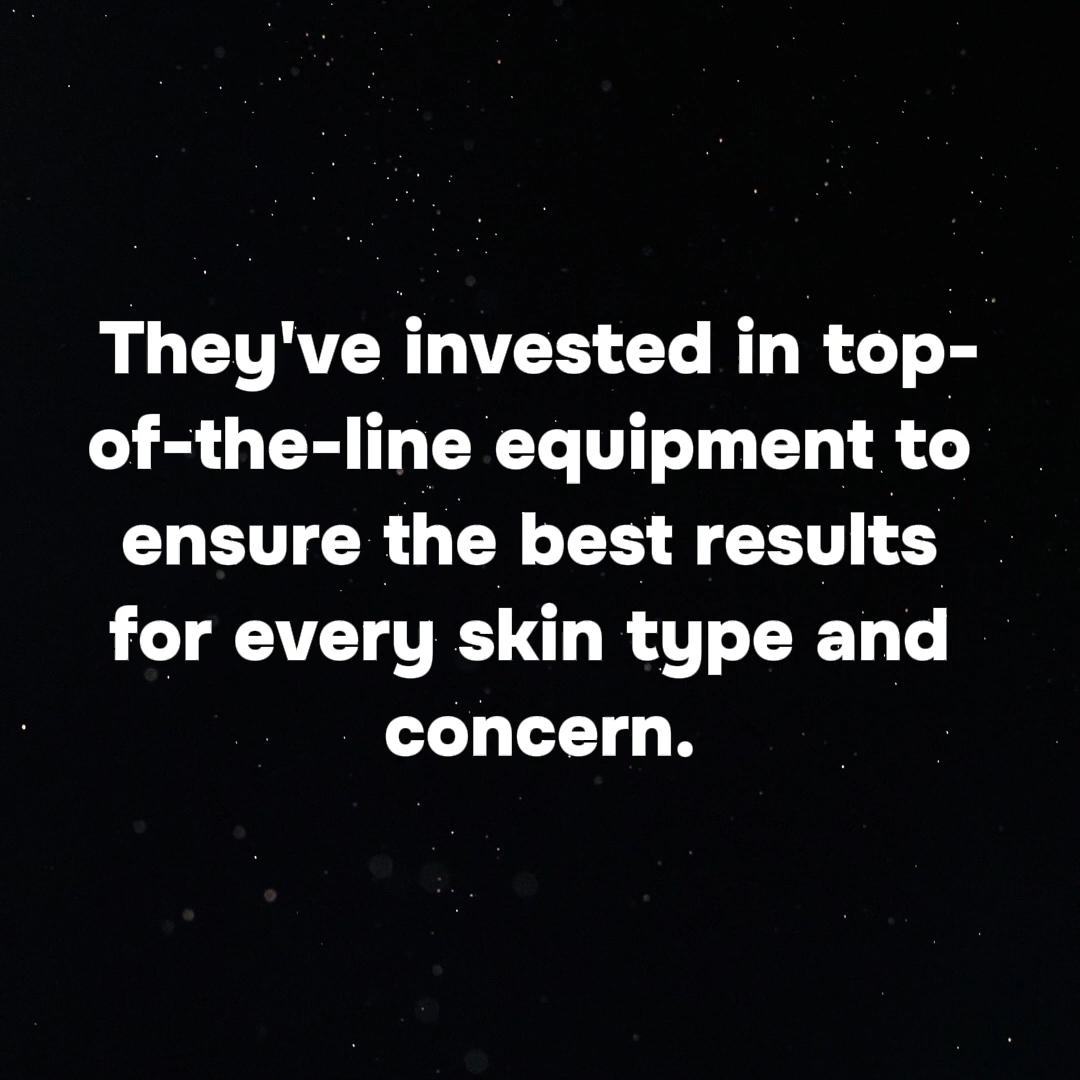 They've invested in top-
of-the-line equipment to
ensure the best results
for every skin type and
concern.